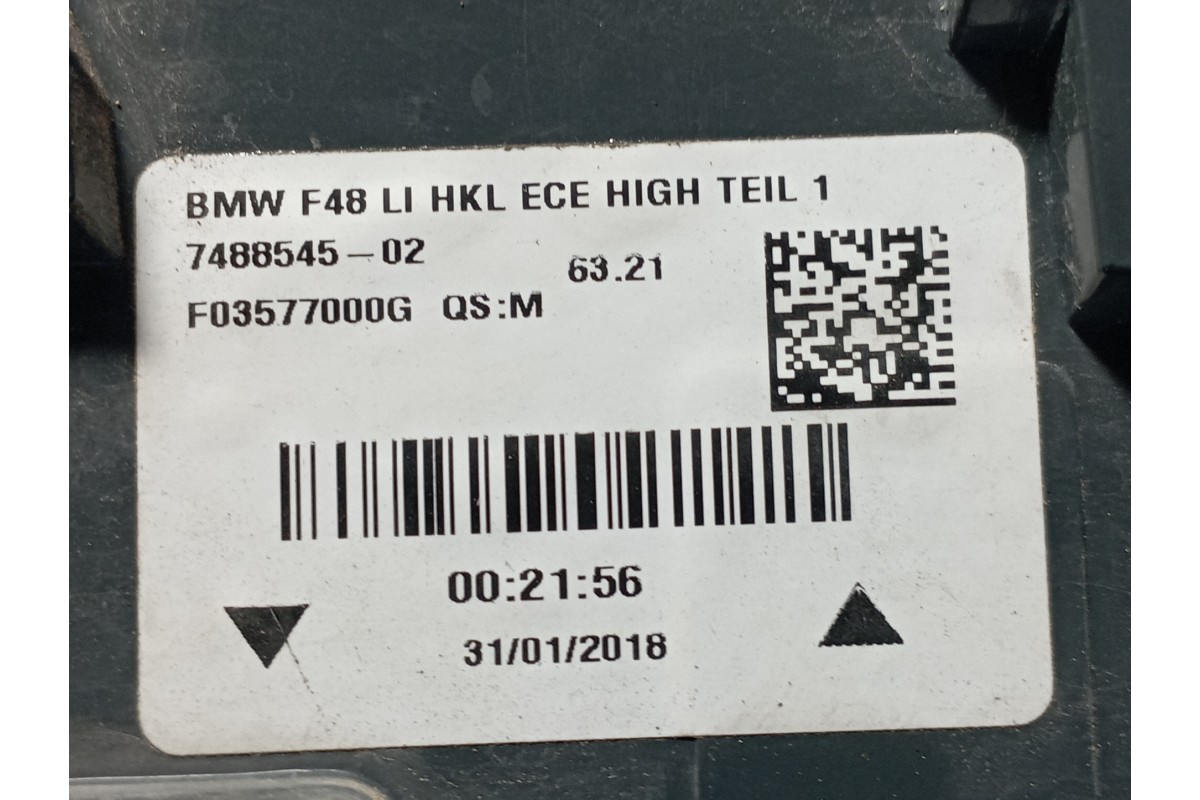 BMW F48 LI HKL ECE HIGH TEIL 1
7488545-02
63.21
F03577000G QS:M
00:21:56
31/01/2018